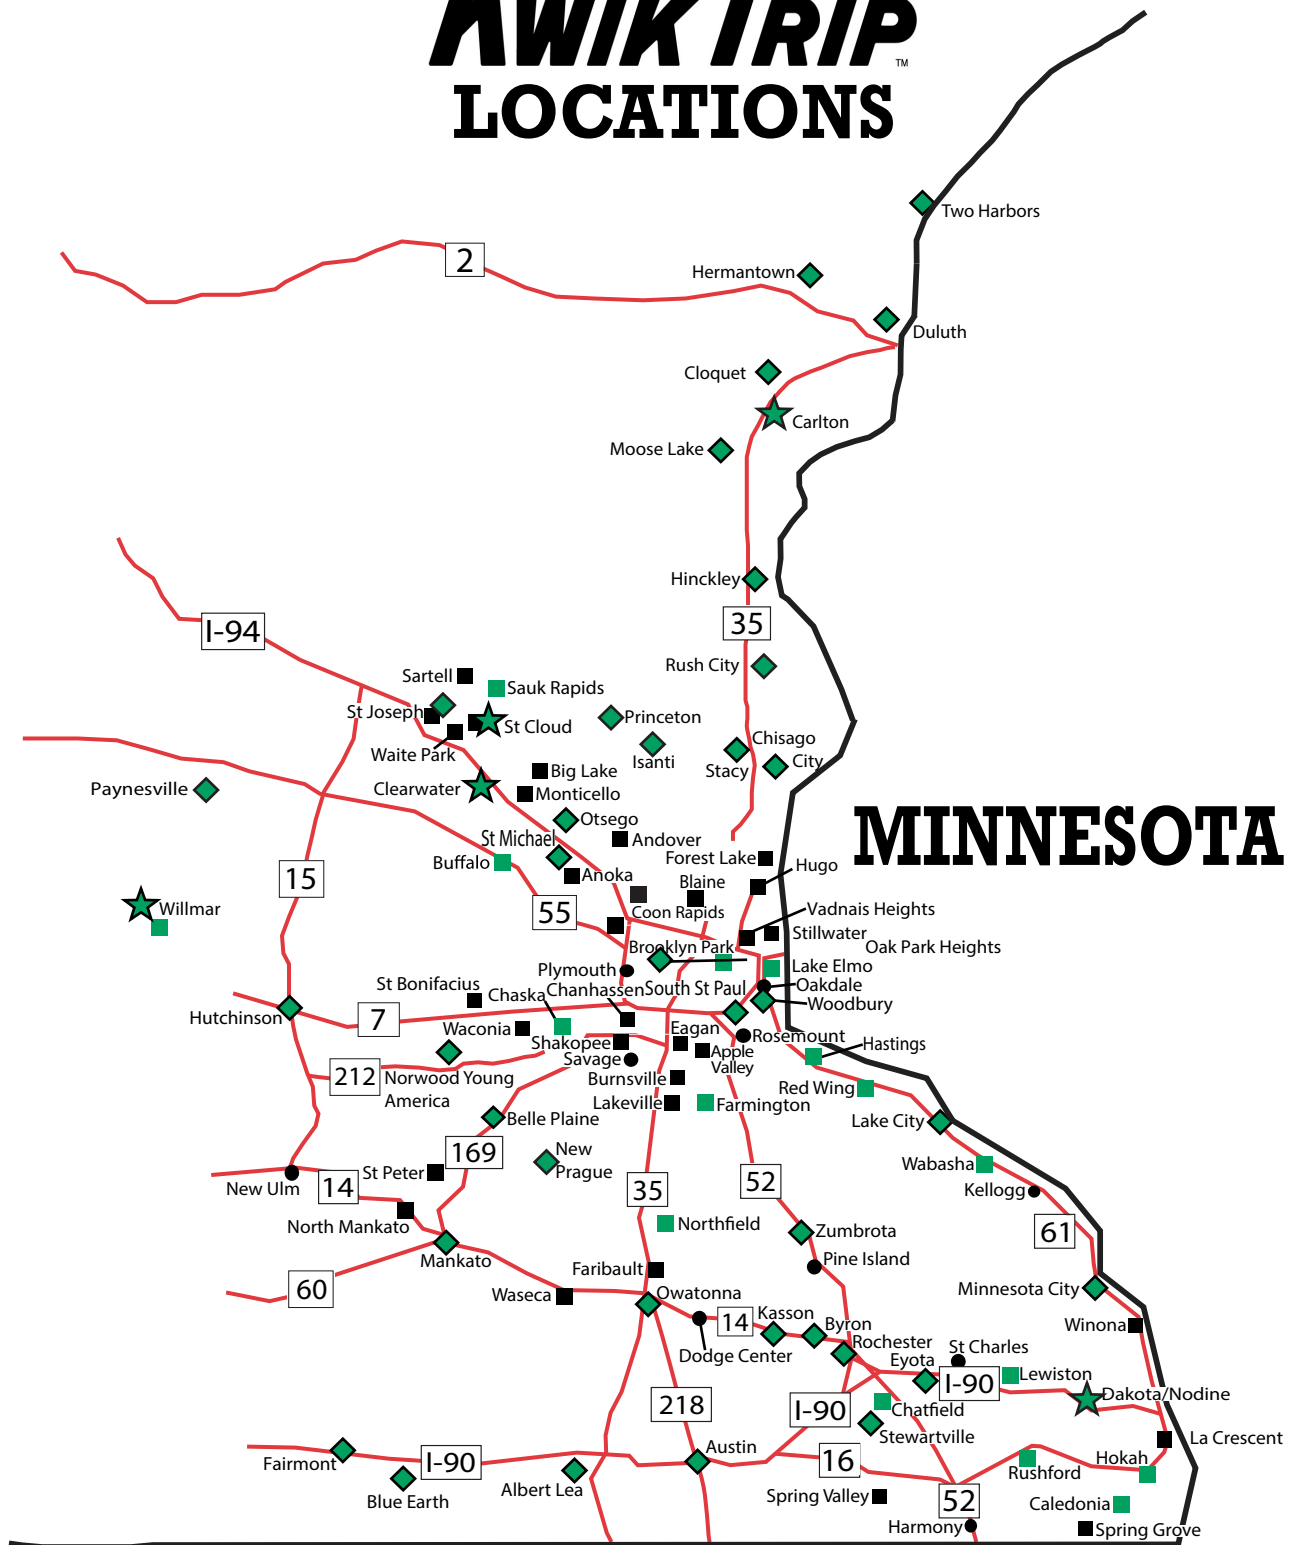 KWIK TRIP
TM
LOCATIONS
Two Harbors
2
Hermantown
Duluth
Cloquet
Carlton
Moose Lake
Hinckley
35
I-94
Rush City
Sartell
Sauk Rapids
St Joseph
St Cloud
Princeton
Waite Park
Isanti
Chisago
City
Stacy
Big Lake
Paynesville
Clearwater
Monticello
Otsego
MINNESOTA
St Michael
Andover
Buffalo
Forest Lake
Hugo
15
Anoka
Blaine
Willmar
55
Coon Rapids
Vadnais Heights
Stillwater
Brooklyn Park
Oak Park Heights
Plymouth
Lake Elmo
St Bonifacius
Chaska
Chanhassen
South St Paul
Oakdale
Woodbury
Hutchinson
7
Waconia
Shakopee
Eagan
Rosemount
Hastings
Savage
Apple
Valley
212
Norwood Young
America
Burnsville
Red Wing
Lakeville
Farmington
Belle Plaine
Lake City
169
New
Prague
St Peter
Wabasha
New Ulm
14
35
52
Kellogg
North Mankato
Northfield
Zumbrota
61
Mankato
Pine Island
60
Faribault
Waseca
Owatonna
Minnesota City
14
Kasson
Byron
Winona
Dodge Center
Rochester
St Charles
Eyota
I-90
Lewiston
Dakota/Nodine
218
I-90
Chatfield
Stewartville
La Crescent
Fairmont
I-90
Austin
16
Hokah
Rushford
Blue Earth
Albert Lea
Spring Valley
52
Caledonia
Harmony
Spring Grove